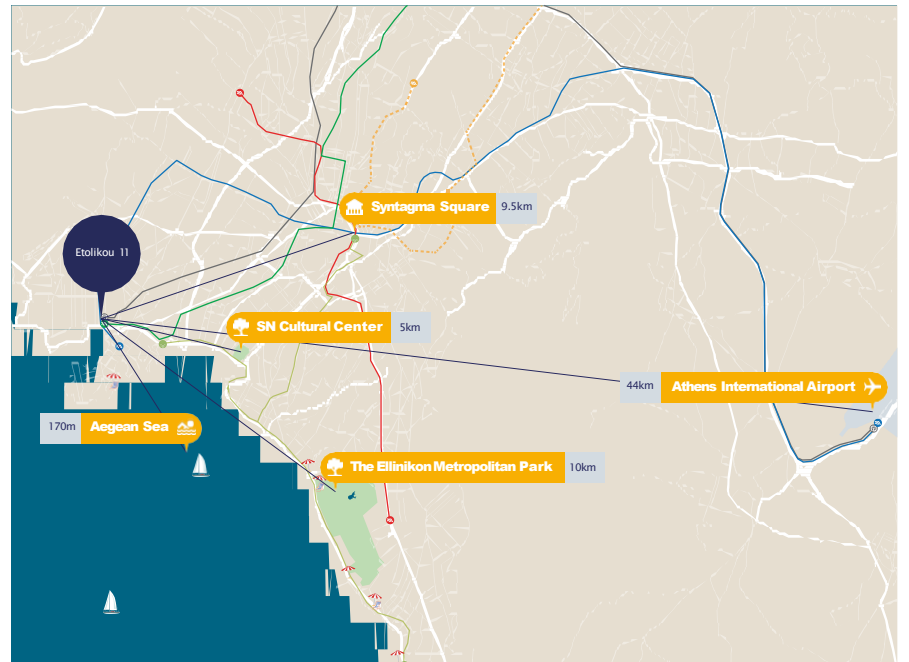 Syntagma Square 9.5km
Etolikou 11
SN Cultural Center 5km
44km Athens International Airport
170m Aegean Sea
The Ellinikon Metropolitan Park 10km